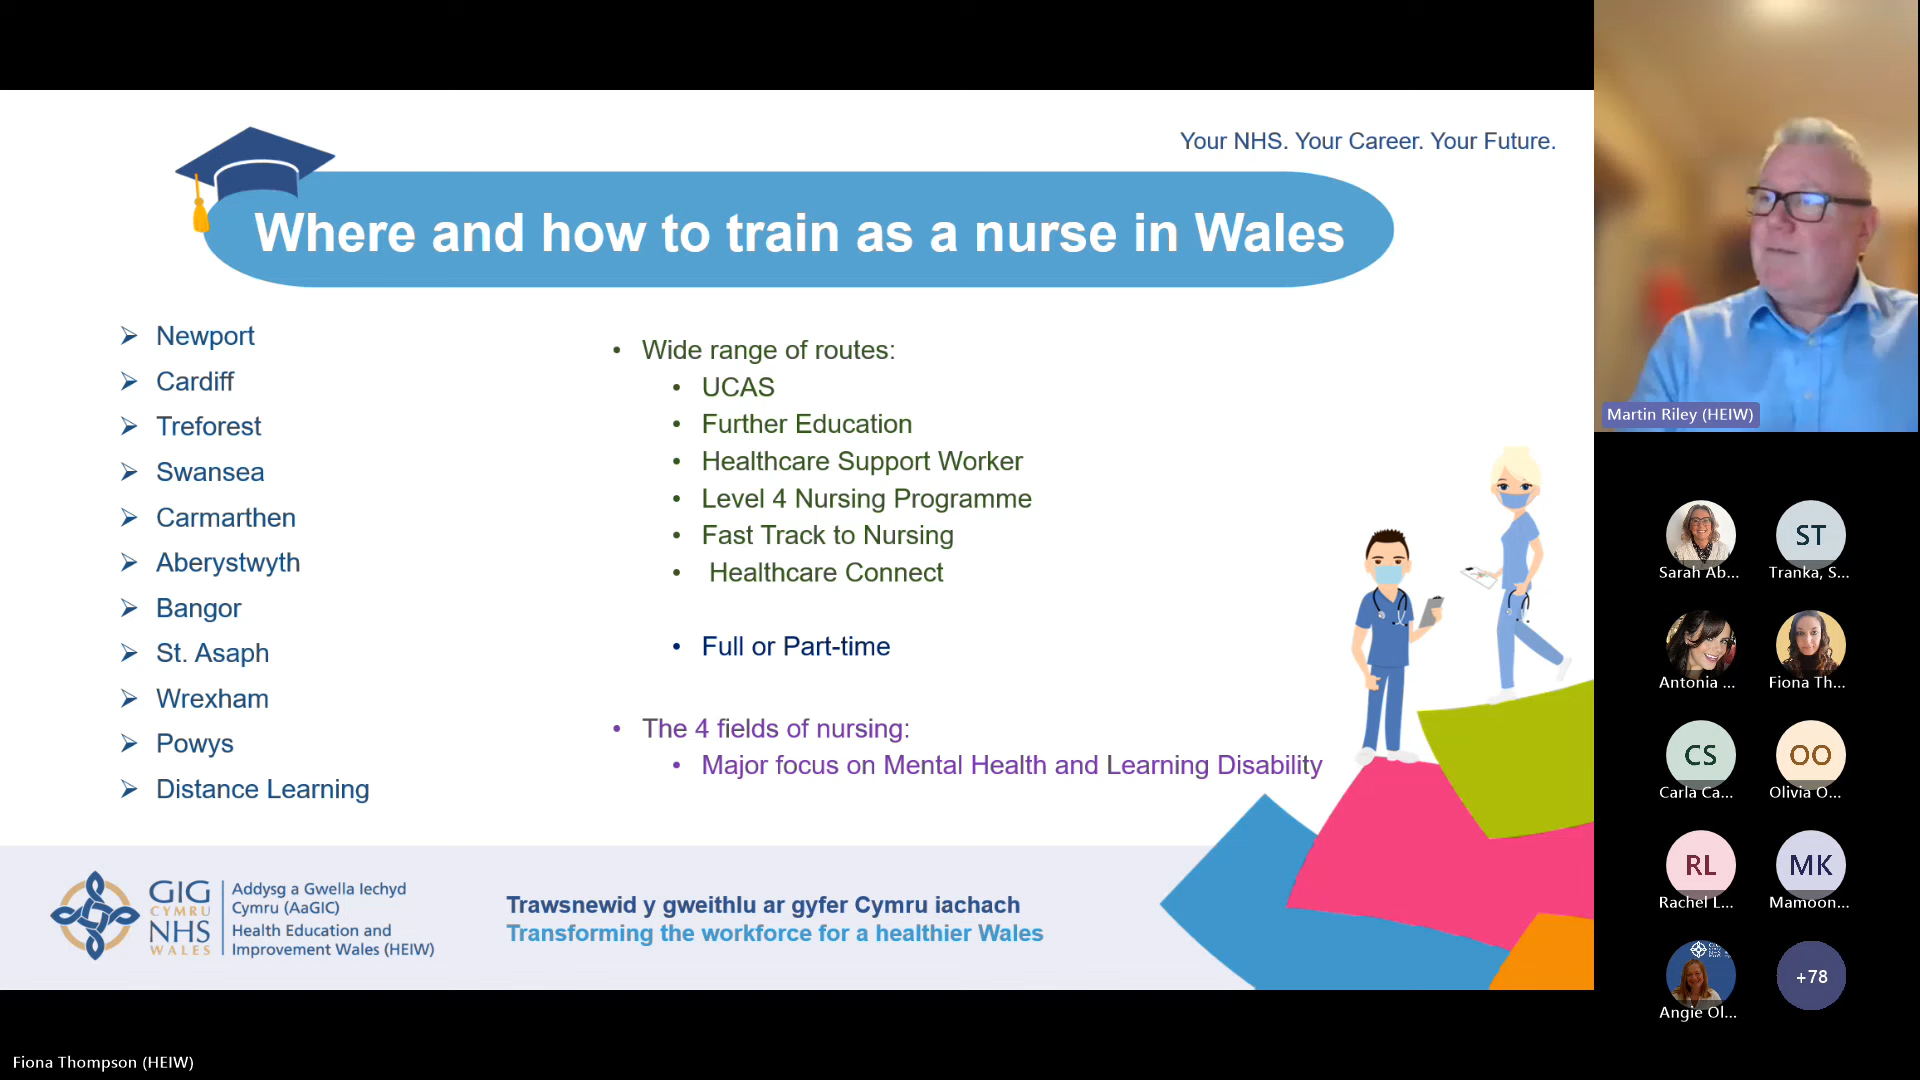 Your NHS. Your Career. Your Future.
Where and how to train as a nurse in Wales
Newport
Cardiff
Treforest
Swansea
Carmarthen
Aberystwyth
Bangor
St. Asaph
Wrexham
Powys
Distance Learning
Wide range of routes:
UCAS
Further Education
Healthcare Support Worker
Level 4 Nursing Programme
Fast Track to Nursing
Healthcare Connect
Full or Part-time
The 4 fields of nursing:
Major focus on Mental Health and Learning Disability
GIG
CYMRU
NHS
WALES
Addysg a Gwella Iechyd
Cymru (AaGIC)
Health Education and
Improvement Wales (HEIW)
Trawsnewid y gweithlu ar gyfer Cymru iachach
Transforming the workforce for a healthier Wales
Martin Riley (HEIW)
ST
Sarah Ab... Tranka, S...
Antonia ... Fiona Th...
CS OO
Carla Ca... Olivia O...
RL MK
Rachel L... Mamoon...
+78
Angie Ol...
Fiona Thompson (HEIW)